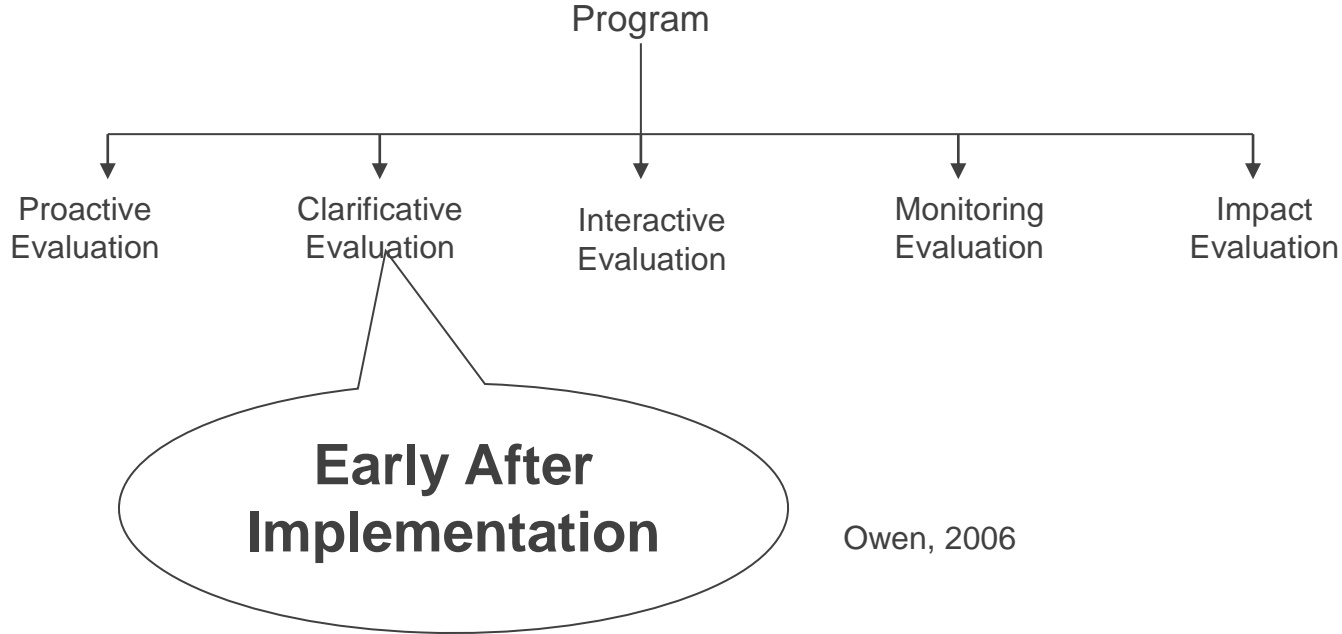 Program
Proactive
Evaluation
Clarificative
Evaluation
Interactive
Evaluation
Monitoring
Evaluation
Impact
Evaluation
Early After
Implementation
Owen, 2006